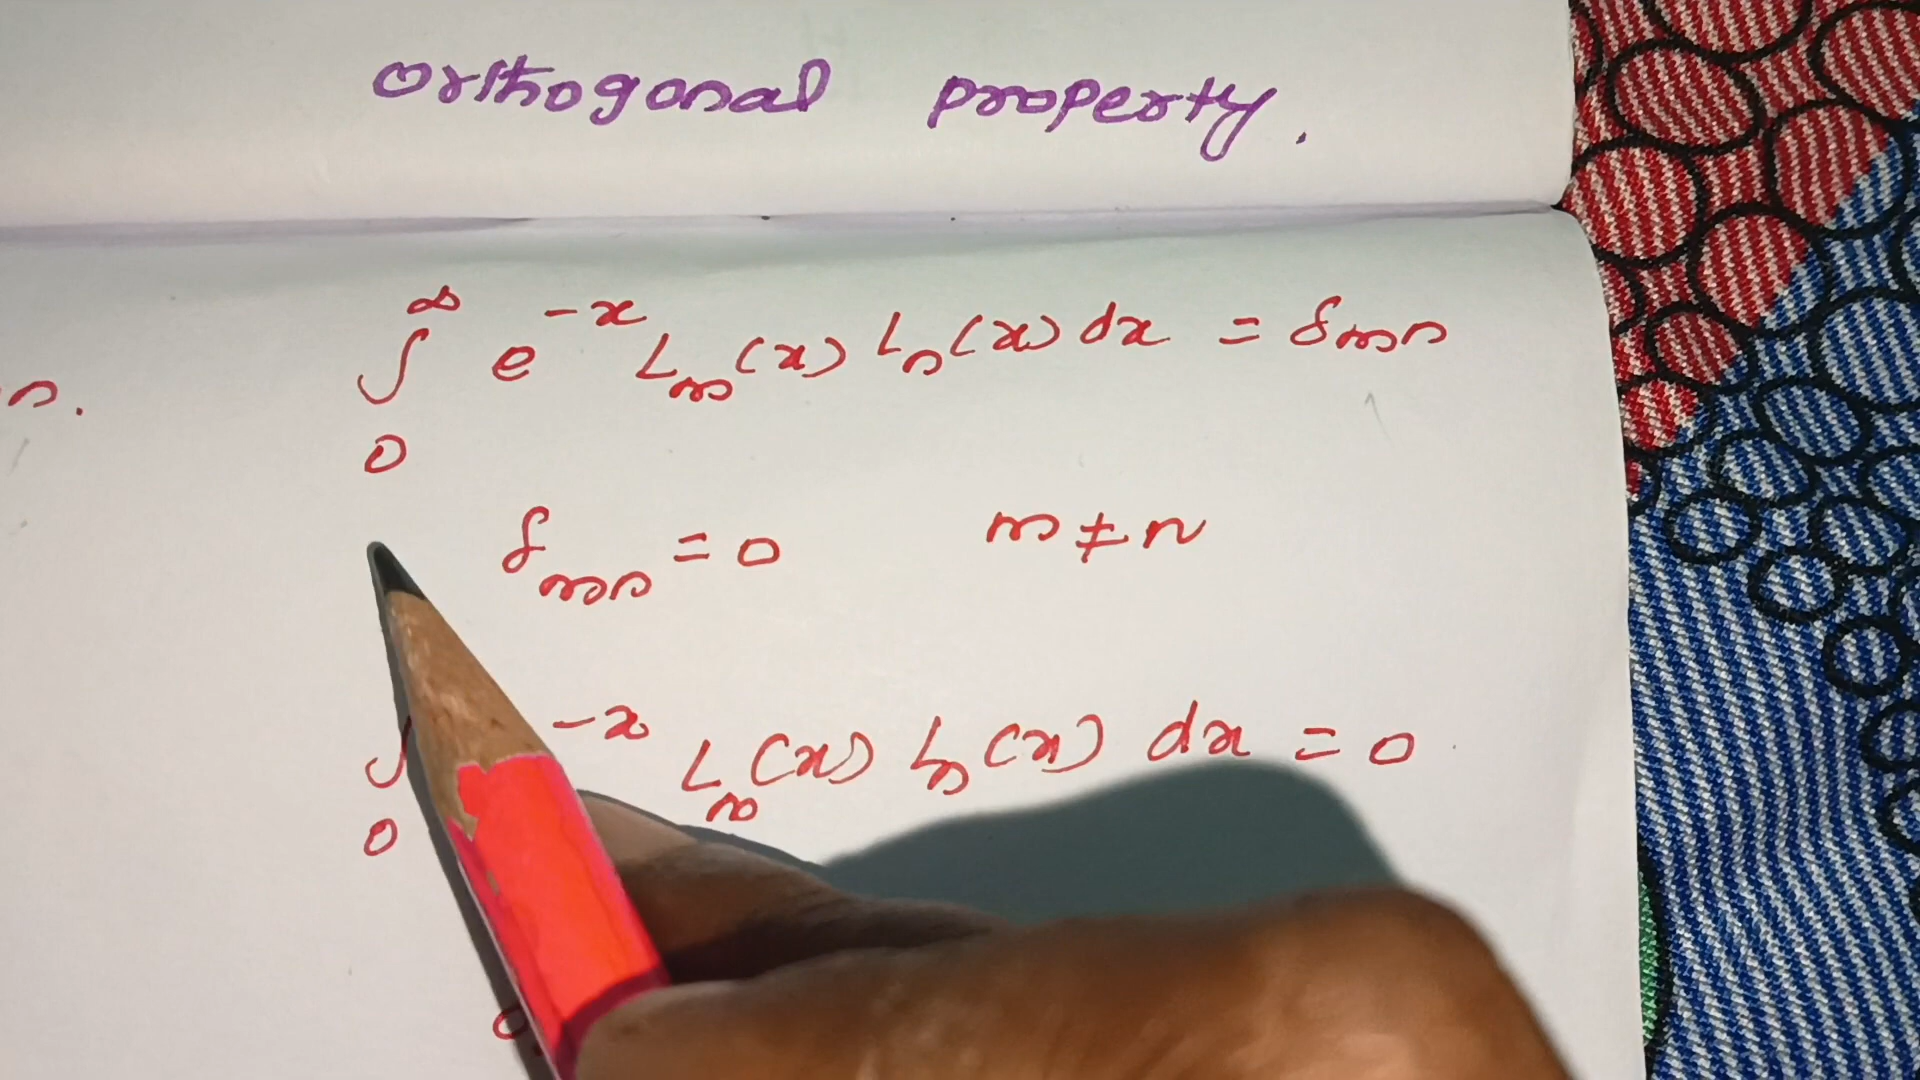 Orthogonal property.
∫₀^∞ e^{-x} L_m(x) L_n(x) dx = δ_mn
n.
δ_mn = 0 m ≠ n
∫₀ ^{-x} L_m(x) L_n(x) dx = 0